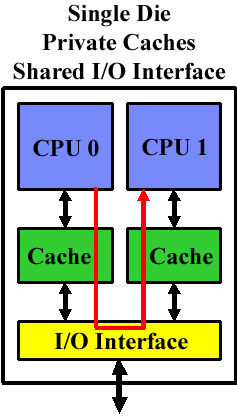 Single Die
Private Caches
Shared I/O Interface
CPU 0
CPU 1
Cache
Cache
I/O Interface